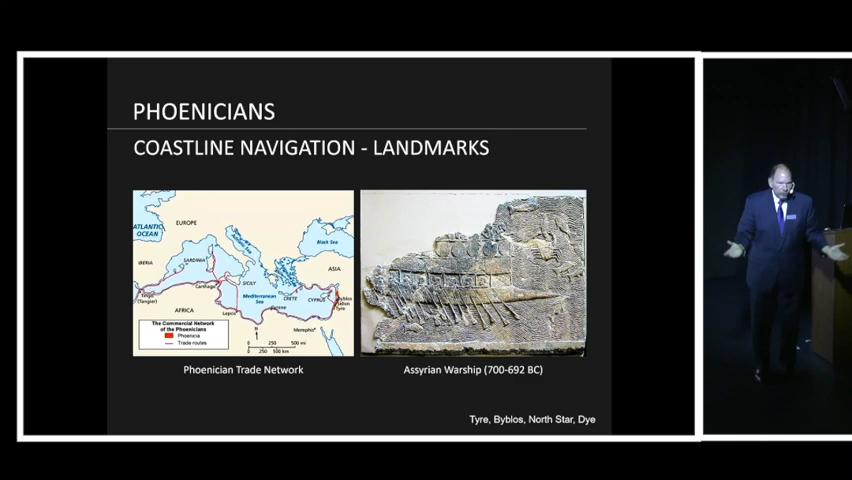 PHOENICIANS
COASTLINE NAVIGATION - LANDMARKS
ATLANTIC
OCEAN
EUROPE
Black Sea
IBERIA
SARDINIA
ASIA
Carthage
SICILY
Mediterranean
Sea
CRETE
CYPRUS
Byblos
Tyre
(Tangier)
AFRICA
Memphis
The Commercial Network
of the Phoenicians
Phoenicia
Trade routes
N
0 250 500 mi
0 250 500 km
Phoenician Trade Network
Assyrian Warship (700-692 BC)
Tyre, Byblos, North Star, Dye